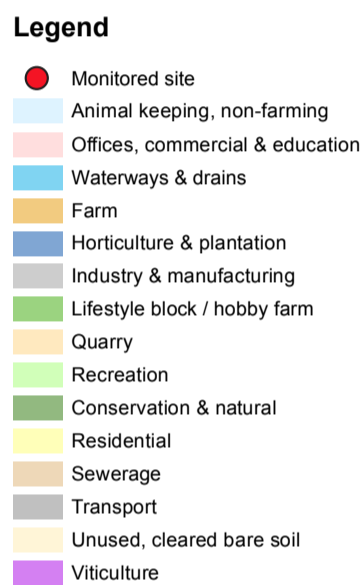 Legend
Monitored site
Animal keeping, non-farming
Offices, commercial & education
Waterways & drains
Farm
Horticulture & plantation
Industry & manufacturing
Lifestyle block / hobby farm
Quarry
Recreation
Conservation & natural
Residential
Sewerage
Transport
Unused, cleared bare soil
Viticulture